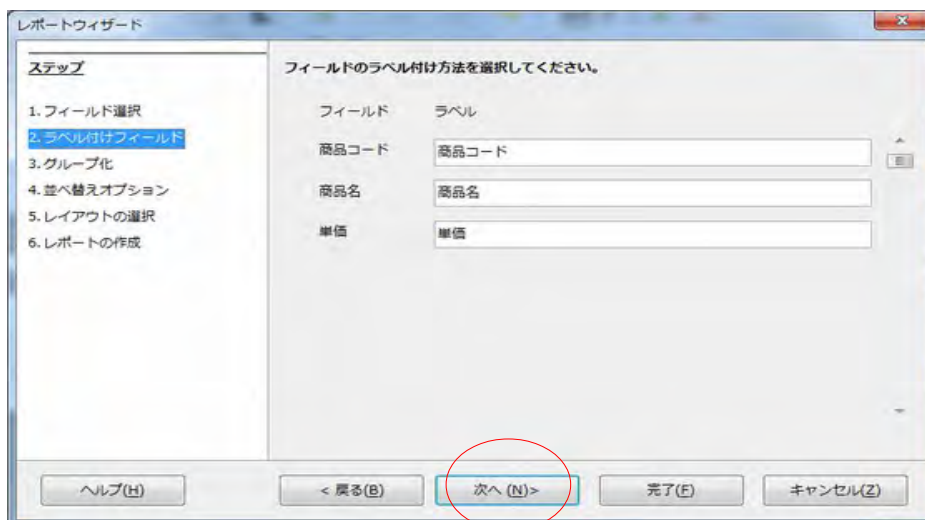 レポートウィザード
ステップ
1. フィールド選択
2. ラベル付けフィールド
3. グループ化
4. 並べ替えオプション
5. レイアウトの選択
6. レポートの作成
フィールドのラベル付け方法を選択してください。
フィールド ラベル
商品コード 商品コード
商品名 商品名
単価 単価
ヘルプ(H) < 戻る(B) 次へ (N)> 完了(F) キャンセル(Z)